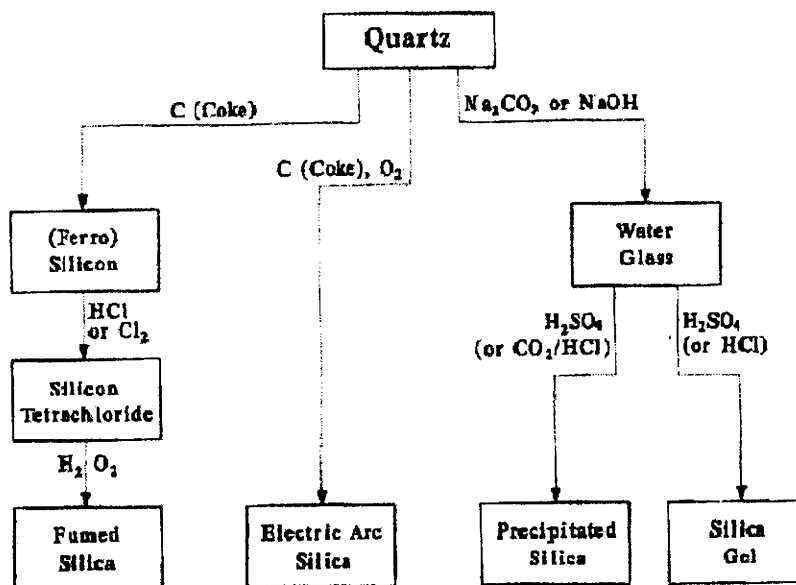 Quartz
C (Coke)
Na₂CO₃ or NaOH
C (Coke), O₂
(Ferro)
Silicon
Water
Glass
HCl
or Cl₂
H₂SO₄
(or CO₂/HCl)
H₂SO₄
(or HCl)
Silicon
Tetrachloride
H₂ O₂
Fumed
Silica
Electric Arc
Silica
Precipitated
Silica
Silica
Gel